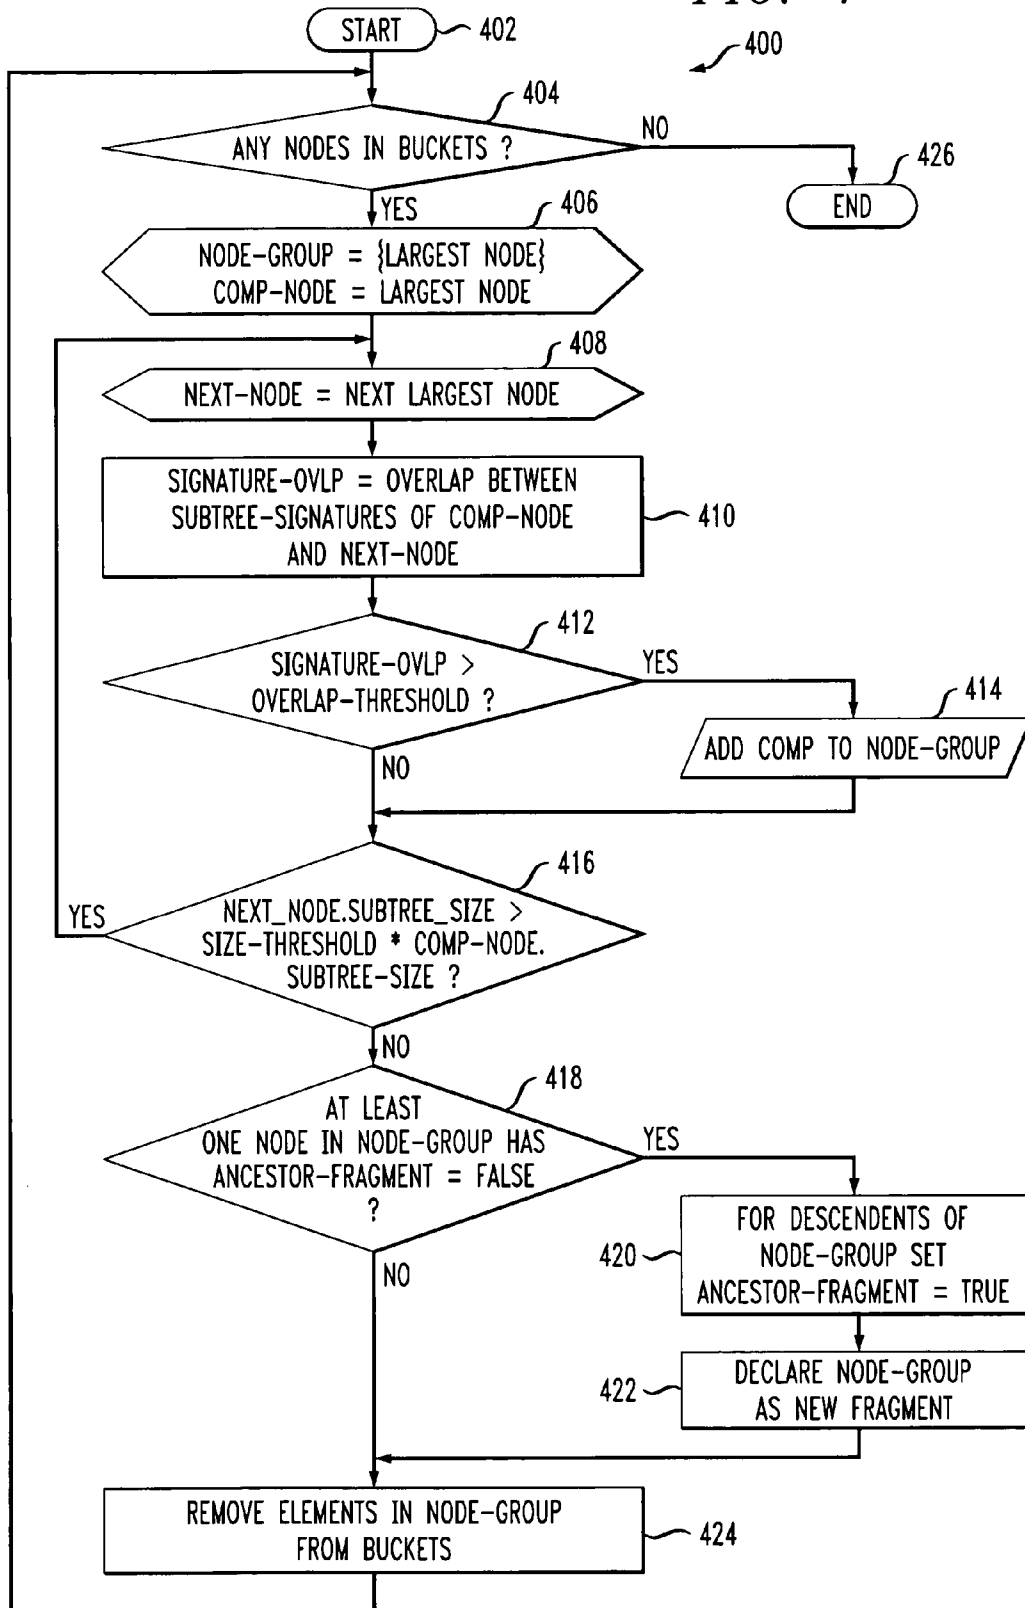 START
402
400
404
ANY NODES IN BUCKETS ?
NO
426
END
YES
406
NODE-GROUP = {LARGEST NODE}
COMP-NODE = LARGEST NODE
408
NEXT-NODE = NEXT LARGEST NODE
SIGNATURE-OVLP = OVERLAP BETWEEN
SUBTREE-SIGNATURES OF COMP-NODE
AND NEXT-NODE
410
412
SIGNATURE-OVLP >
OVERLAP-THRESHOLD ?
YES
414
ADD COMP TO NODE-GROUP
NO
416
YES
NEXT_NODE.SUBTREE_SIZE >
SIZE-THRESHOLD * COMP-NODE.
SUBTREE-SIZE ?
NO
418
AT LEAST
ONE NODE IN NODE-GROUP HAS
ANCESTOR-FRAGMENT = FALSE
?
YES
420
FOR DESCENDENTS OF
NODE-GROUP SET
ANCESTOR-FRAGMENT = TRUE
NO
422
DECLARE NODE-GROUP
AS NEW FRAGMENT
REMOVE ELEMENTS IN NODE-GROUP
FROM BUCKETS
424